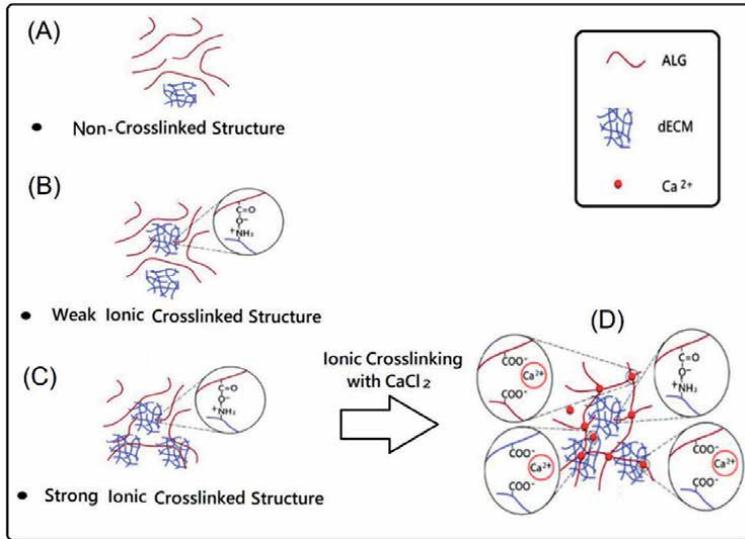 (A)
• Non-Crosslinked Structure
ALG
dECM
Ca 2+
(B)
C=O
O⁻
⁺NH₃
• Weak Ionic Crosslinked Structure
(C)
C=O
O⁻
⁺NH₃
• Strong Ionic Crosslinked Structure
Ionic Crosslinking
with CaCl₂
(D)
COO⁻
Ca²⁺
COO⁻
C=O
O⁻
⁺NH₃
COO⁻
Ca²⁺
COO⁻
COO⁻
Ca²⁺
COO⁻